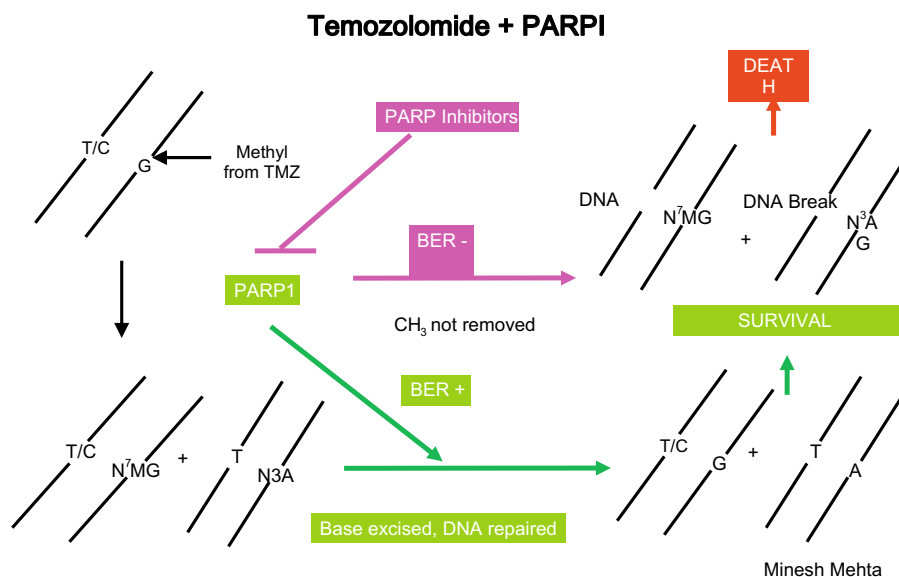 Temozolomide + PARPI
DEAT
H
PARP Inhibitors
T/C
G
Methyl
from TMZ
DNA
N⁷MG
+
DNA Break
N³A
G
BER -
PARP1
CH₃ not removed
SURVIVAL
BER +
T/C
N⁷MG
+
T
N3A
T/C
G
+
T
A
Base excised, DNA repaired
Minesh Mehta